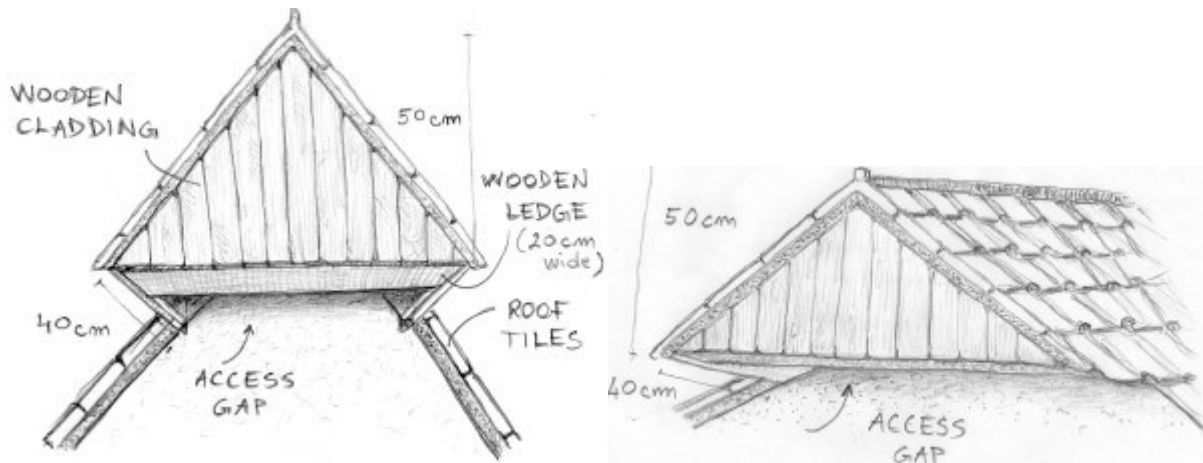 WOODEN
CLADDING
50cm
WOODEN
LEDGE
(20cm
wide)
40cm
ROOF
TILES
ACCESS
GAP
50cm
40cm
ACCESS
GAP